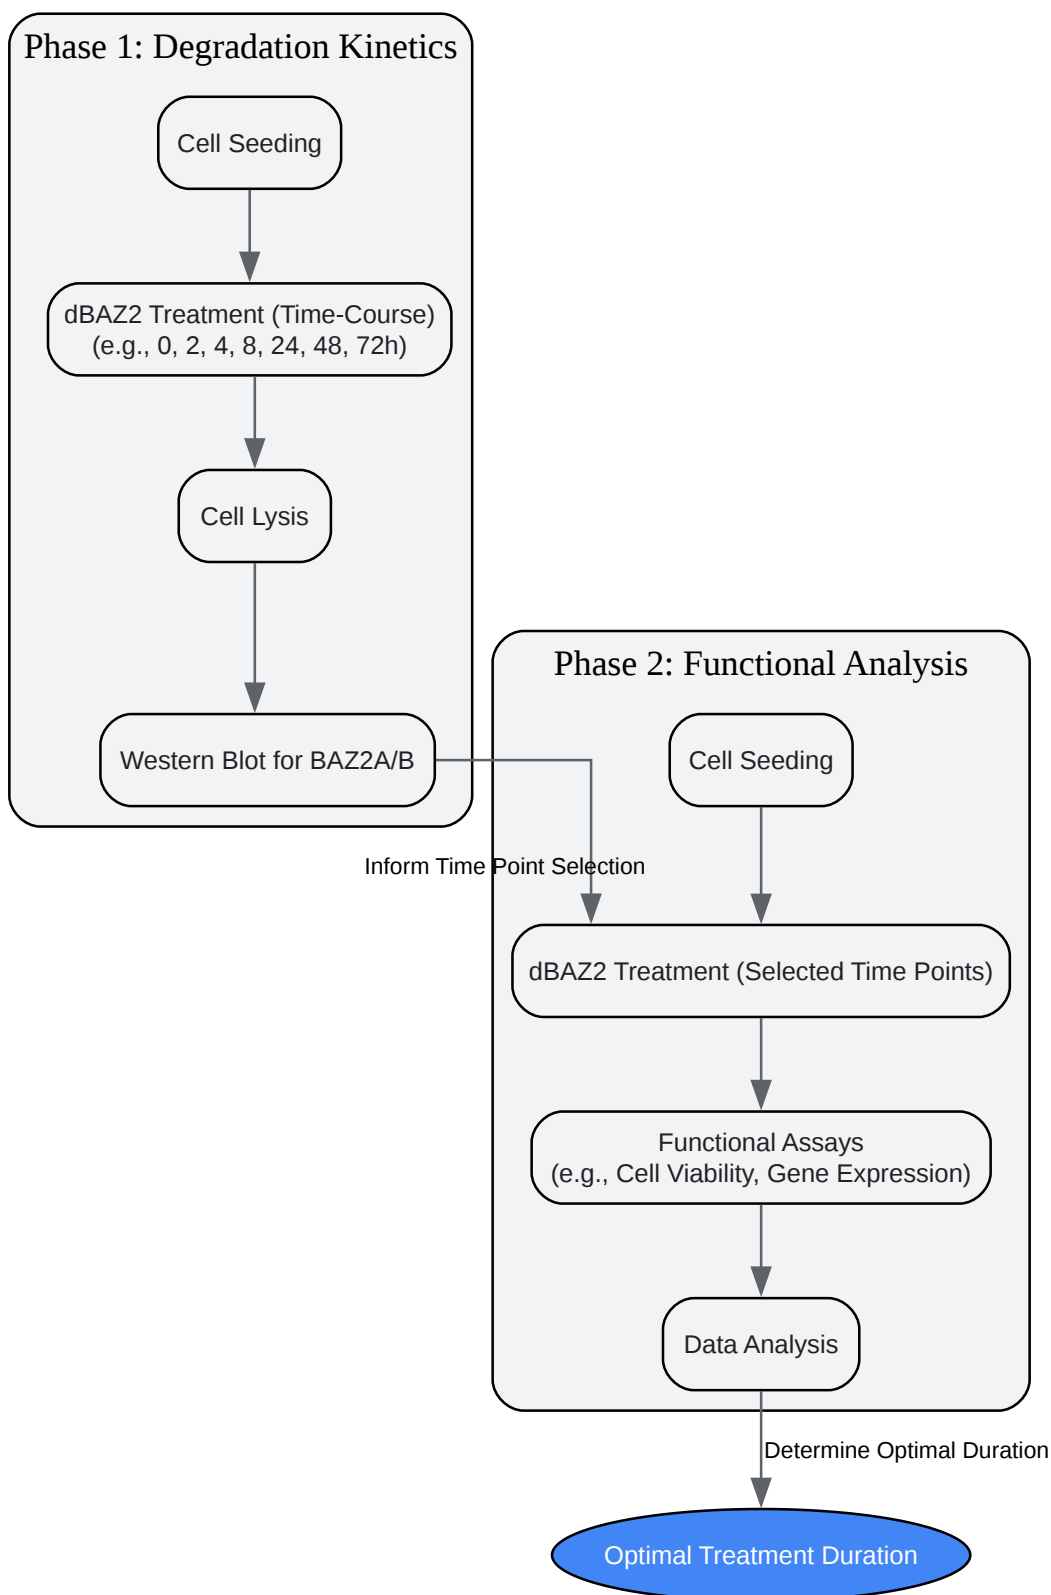 Phase 1: Degradation Kinetics
Cell Seeding
dBAZ2 Treatment (Time-Course)
(e.g., 0, 2, 4, 8, 24, 48, 72h)
Cell Lysis
Western Blot for BAZ2A/B
Inform Time Point Selection
Phase 2: Functional Analysis
Cell Seeding
dBAZ2 Treatment (Selected Time Points)
Functional Assays
(e.g., Cell Viability, Gene Expression)
Data Analysis
Determine Optimal Duration
Optimal Treatment Duration